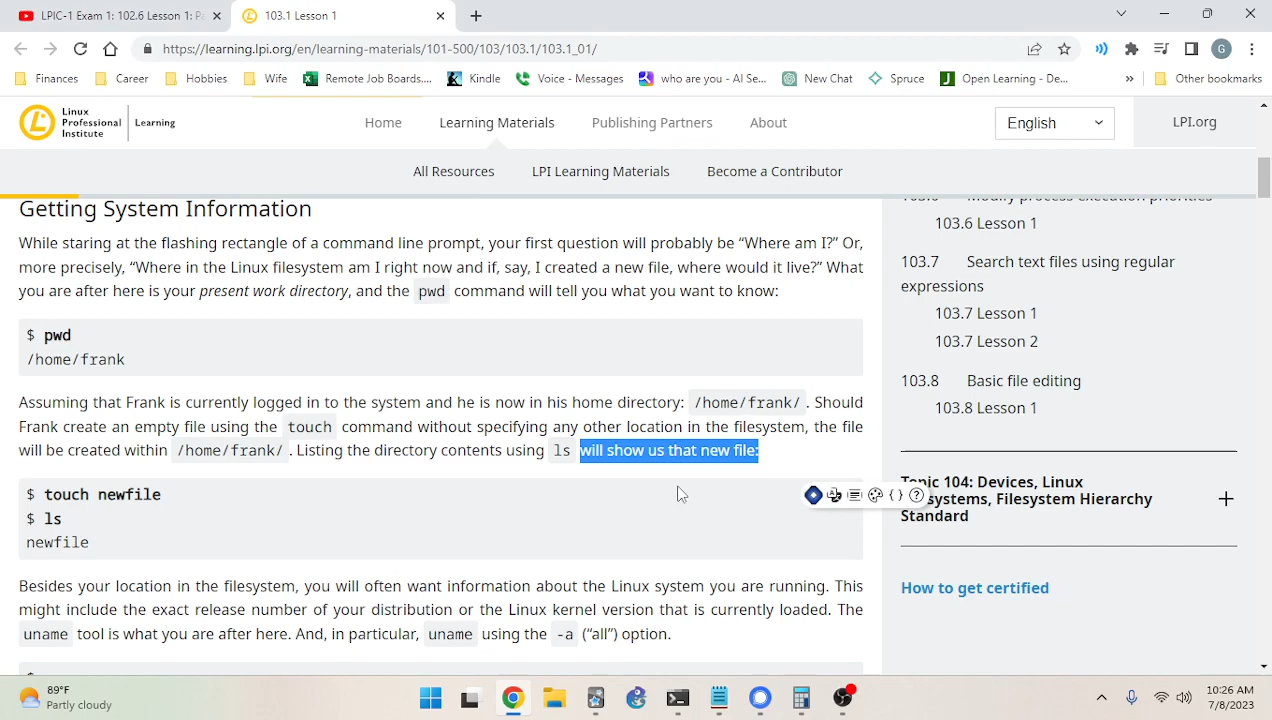 LPIC-1 Exam 1: 102.6 Lesson 1: Pa
103.1 Lesson 1
https://learning.lpi.org/en/learning-materials/101-500/103/103.1/103.1_01/
G
Finances
Career
Hobbies
Wife
Remote Job Boards....
Kindle
Voice - Messages
who are you - AI Se...
New Chat
Spruce
Open Learning - De...
»
Other bookmarks
Linux
Professional
Institute
Learning
Home
Learning Materials
Publishing Partners
About
English
LPI.org
All Resources
LPI Learning Materials
Become a Contributor
Getting System Information
While staring at the flashing rectangle of a command line prompt, your first question will probably be “Where am I?” Or,
more precisely, “Where in the Linux filesystem am I right now and if, say, I created a new file, where would it live?” What
you are after here is your present work directory, and the pwd command will tell you what you want to know:
$ pwd
/home/frank
Assuming that Frank is currently logged in to the system and he is now in his home directory: /home/frank/. Should
Frank create an empty file using the touch command without specifying any other location in the filesystem, the file
will be created within /home/frank/. Listing the directory contents using ls will show us that new file:
$ touch newfile
$ ls
newfile
Besides your location in the filesystem, you will often want information about the Linux system you are running. This
might include the exact release number of your distribution or the Linux kernel version that is currently loaded. The
uname tool is what you are after here. And, in particular, uname using the -a (“all”) option.
103.6 Modify process execution priorities
103.6 Lesson 1
103.7 Search text files using regular
expressions
103.7 Lesson 1
103.7 Lesson 2
103.8 Basic file editing
103.8 Lesson 1
Topic 104: Devices, Linux
systems, Filesystem Hierarchy
Standard
How to get certified
89°F
Partly cloudy
10:26 AM
7/8/2023